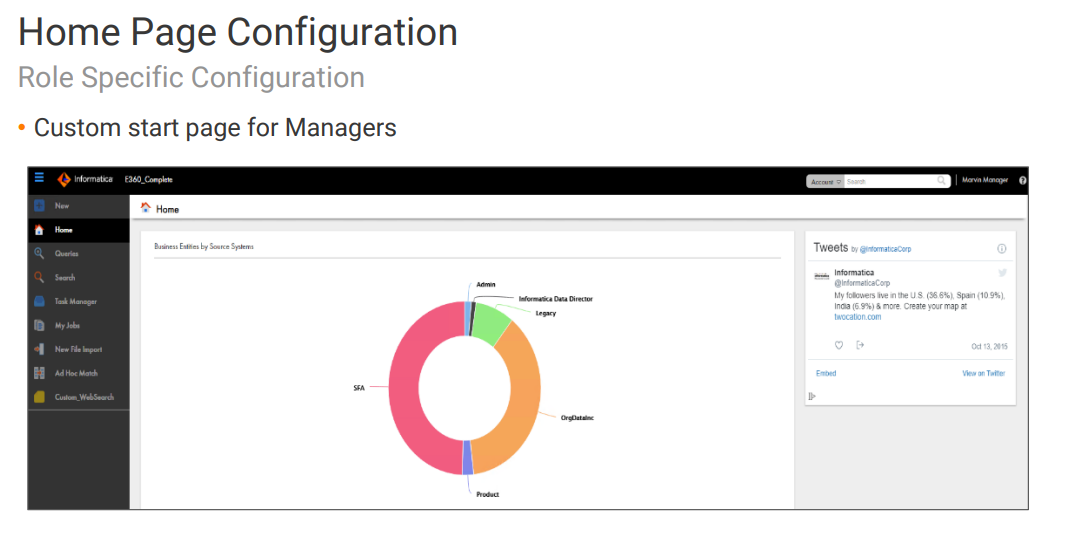 Home Page Configuration
Role Specific Configuration
• Custom start page for Managers
Informatica E360_Complete Account Search Marvin Manager
New
Home
Queries
Search
Task Manager
My Jobs
New File Import
Ad Hoc Match
Custom_WebSearch
Home
Business Entities by Source Systems
Admin
Informatica Data Director
Legacy
SFA
OrgDataInc
Product
Tweets by @InformaticaCorp
Informatica
@InformaticaCorp
My followers live in the U.S. (36.6%), Spain (10.9%),
India (6.9%) & more. Create your map at
twocation.com
Oct 13, 2015
Embed View on Twitter